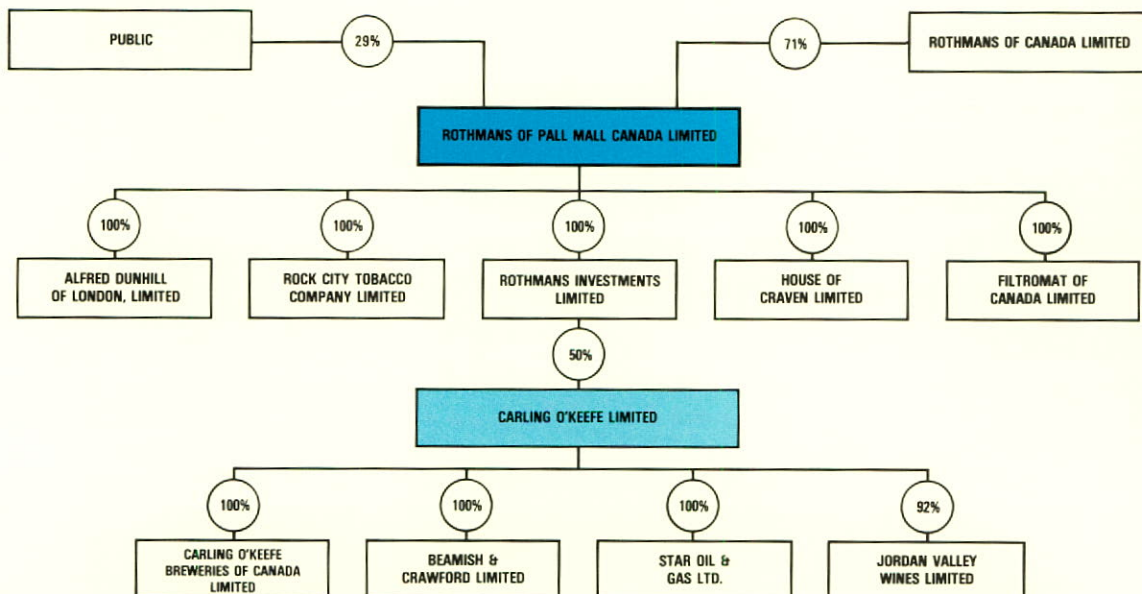 PUBLIC
29%
71%
ROTHMANS OF CANADA LIMITED
ROTHMANS OF PALL MALL CANADA LIMITED
100%
100%
100%
100%
100%
ALFRED DUNHILL
OF LONDON, LIMITED
ROCK CITY TOBACCO
COMPANY LIMITED
ROTHMANS INVESTMENTS
LIMITED
HOUSE OF
CRAVEN LIMITED
FILTROMAT OF
CANADA LIMITED
50%
CARLING O'KEEFE LIMITED
100%
100%
100%
92%
CARLING O'KEEFE
BREWERIES OF CANADA
LIMITED
BEAMISH &
CRAWFORD LIMITED
STAR OIL &
GAS LTD.
JORDAN VALLEY
WINES LIMITED